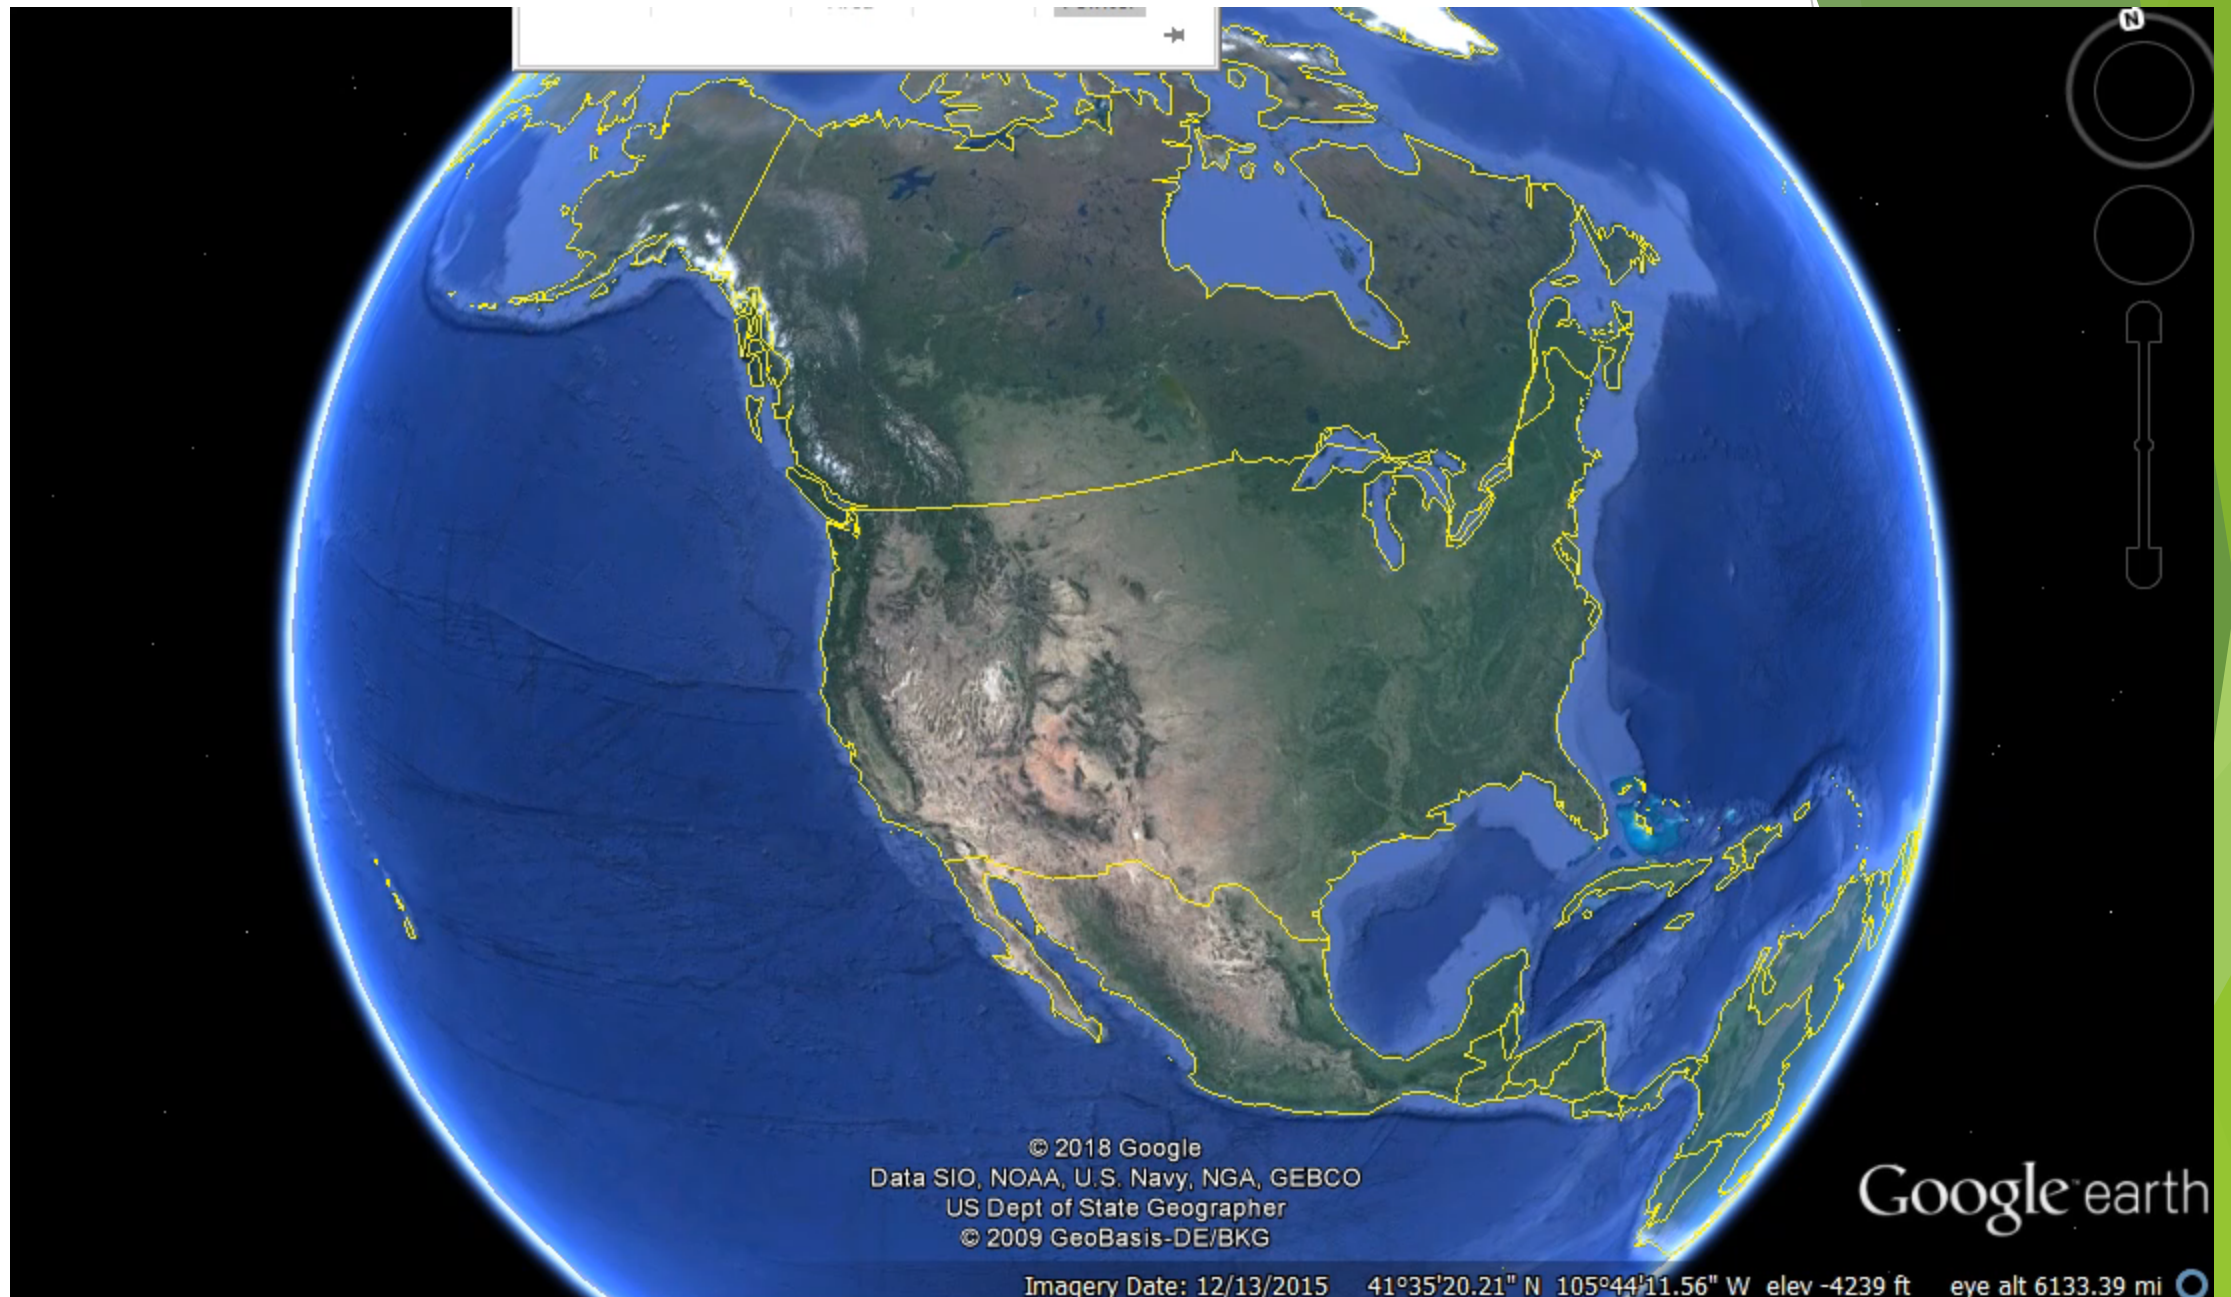 N
© 2018 Google
Data SIO, NOAA, U.S. Navy, NGA, GEBCO
US Dept of State Geographer
© 2009 GeoBasis-DE/BKG
Google earth
Imagery Date: 12/13/2015 41°35'20.21" N 105°44'11.56" W elev -4239 ft eye alt 6133.39 mi